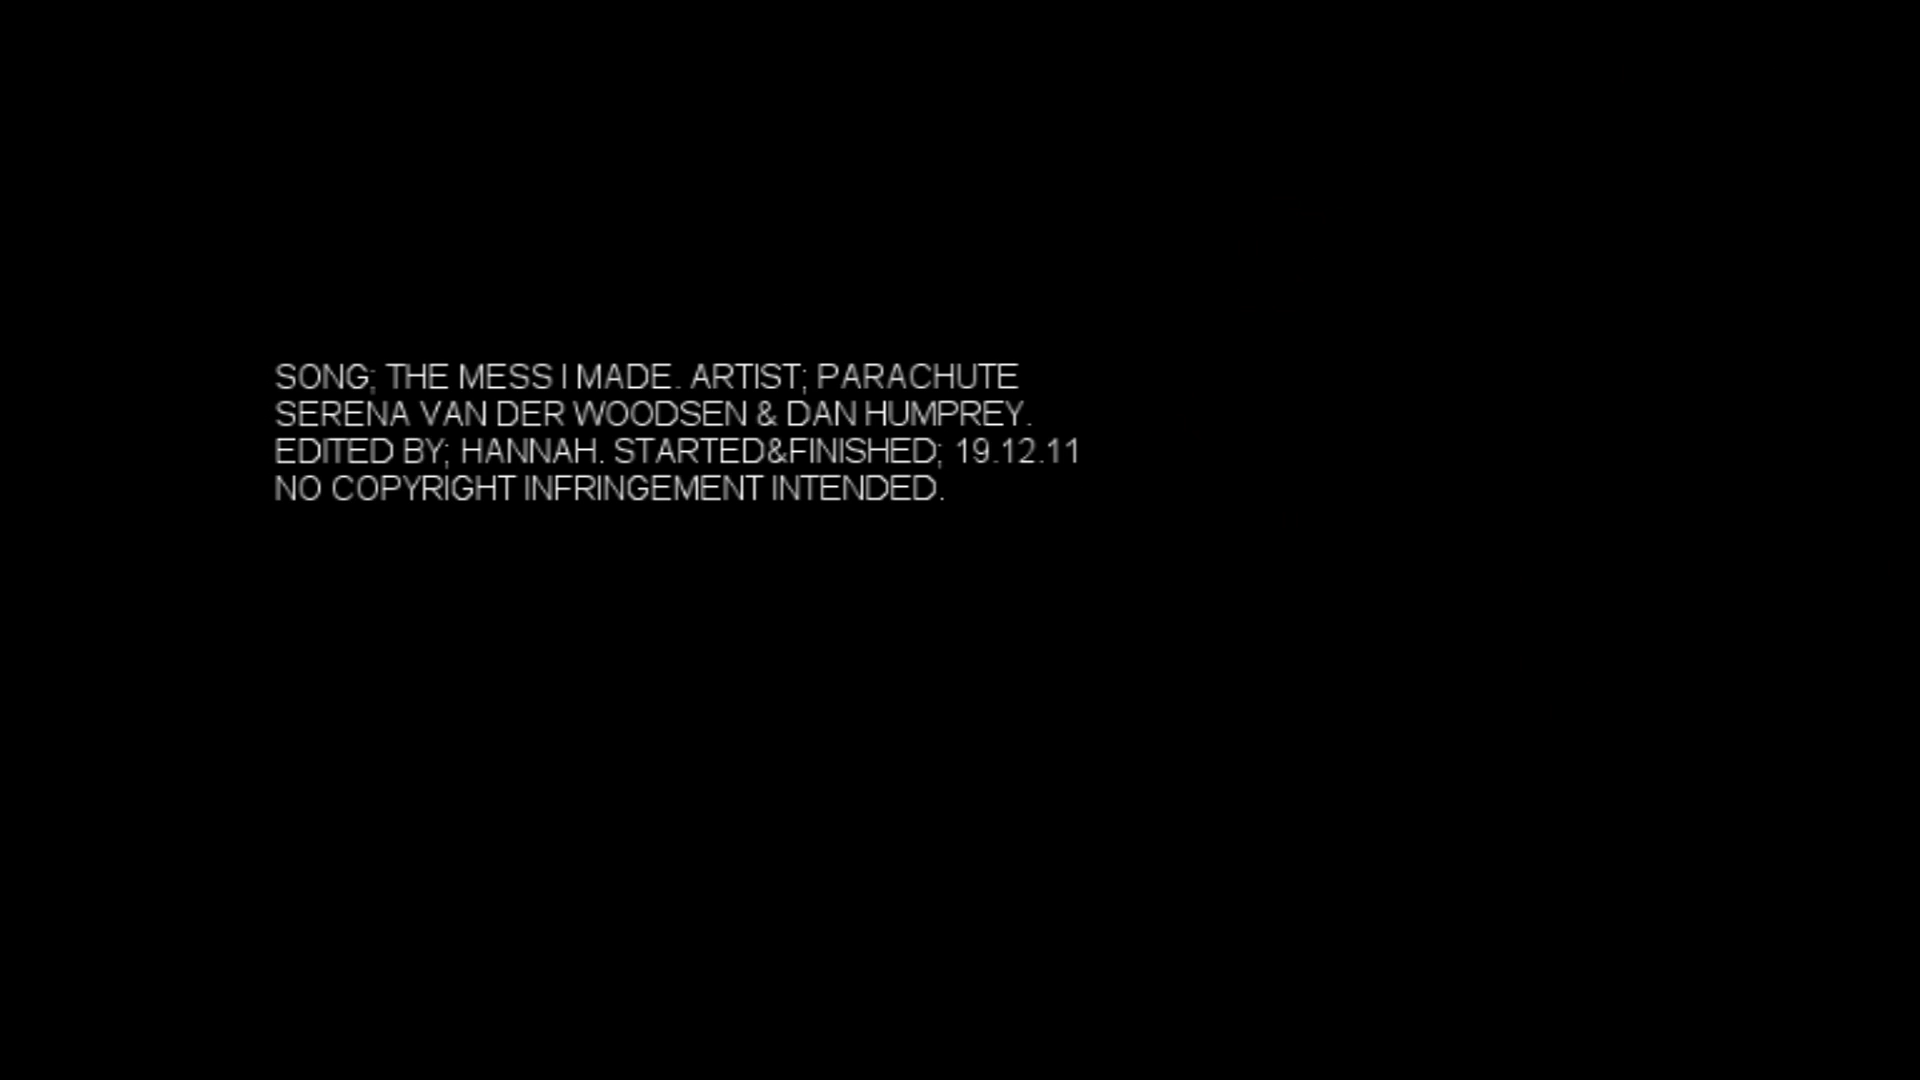 SONG; THE MESS I MADE. ARTIST; PARACHUTE
SERENA VAN DER WOODSEN & DAN HUMPREY.
EDITED BY; HANNAH. STARTED&FINISHED; 19.12.11
NO COPYRIGHT INFRINGEMENT INTENDED.